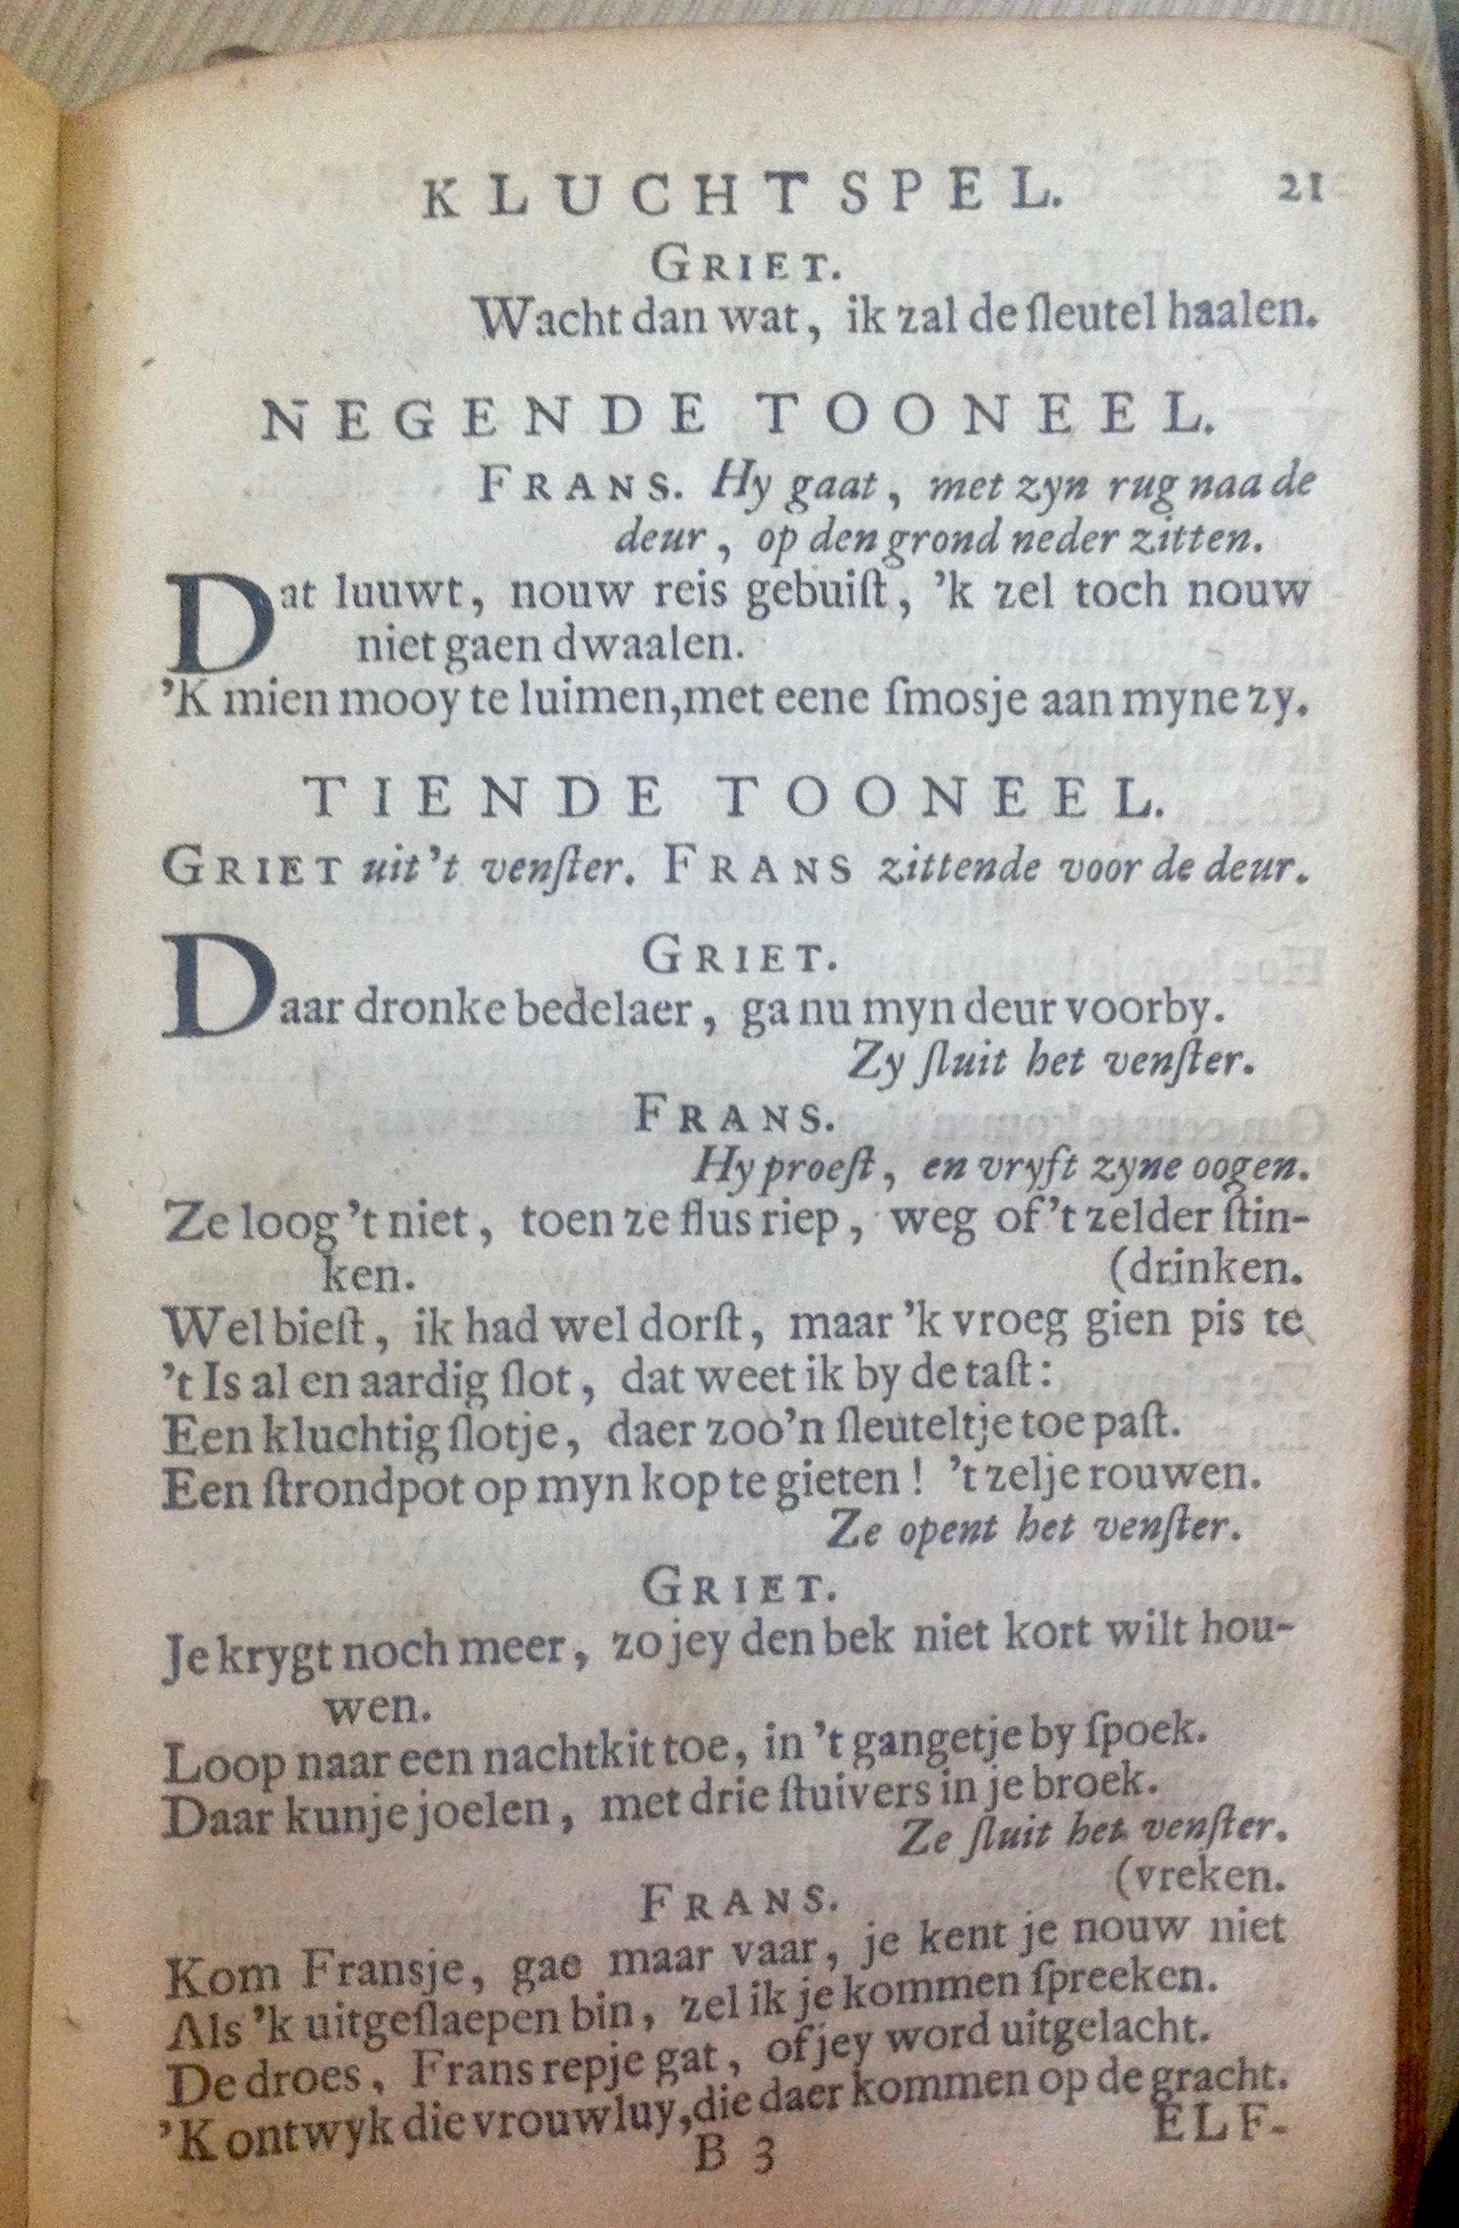 KLUCHTSPEL. 21
GRIET.
Wacht dan wat, ik zal de ſleutel haalen.
NEGENDE TOONEEL.
FRANS. Hy gaat, met zyn rug naa de
deur, op den grond neder zitten.
Dat luuwt, nouw reis gebuiſt, 'k zel toch nouw
niet gaen dwaalen.
'K mien mooy te luimen, met eene ſmosje aan myne zy.
TIENDE TOONEEL.
GRIET uit 't venſter. FRANS zittende voor de deur.
GRIET.
Daar dronke bedelaer, ga nu myn deur voorby.
Zy ſluit het venſter.
FRANS.
Hy proeſt, en vryft zyne oogen.
Ze loog 't niet, toen ze flus riep, weg of 't zelder ſtin-
ken. (drinken.
Wel bieſt, ik had wel dorſt, maar 'k vroeg gien pis te
't Is al en aardig ſlot, dat weet ik by de taſt:
Een kluchtig ſlotje, daer zoo'n ſleuteltje toe paſt.
Een ſtrondpot op myn kop te gieten! 't zelje rouwen.
Ze opent het venſter.
GRIET.
Je krygt noch meer, zo jey den bek niet kort wilt hou-
wen.
Loop naar een nachtkit toe, in 't gangetje by ſpoek.
Daar kunje joelen, met drie ſtuivers in je broek.
Ze ſluit het venſter.
FRANS. (vreken.
Kom Fransje, gae maar vaar, je kent je nouw niet
Als 'k uitgeſlaepen bin, zel ik je kommen ſpreeken.
De droes, Frans repje gat, of jey word uitgelacht.
'K ontwyk die vrouwluy, die daer kommen op de gracht.
B 3 ELF-